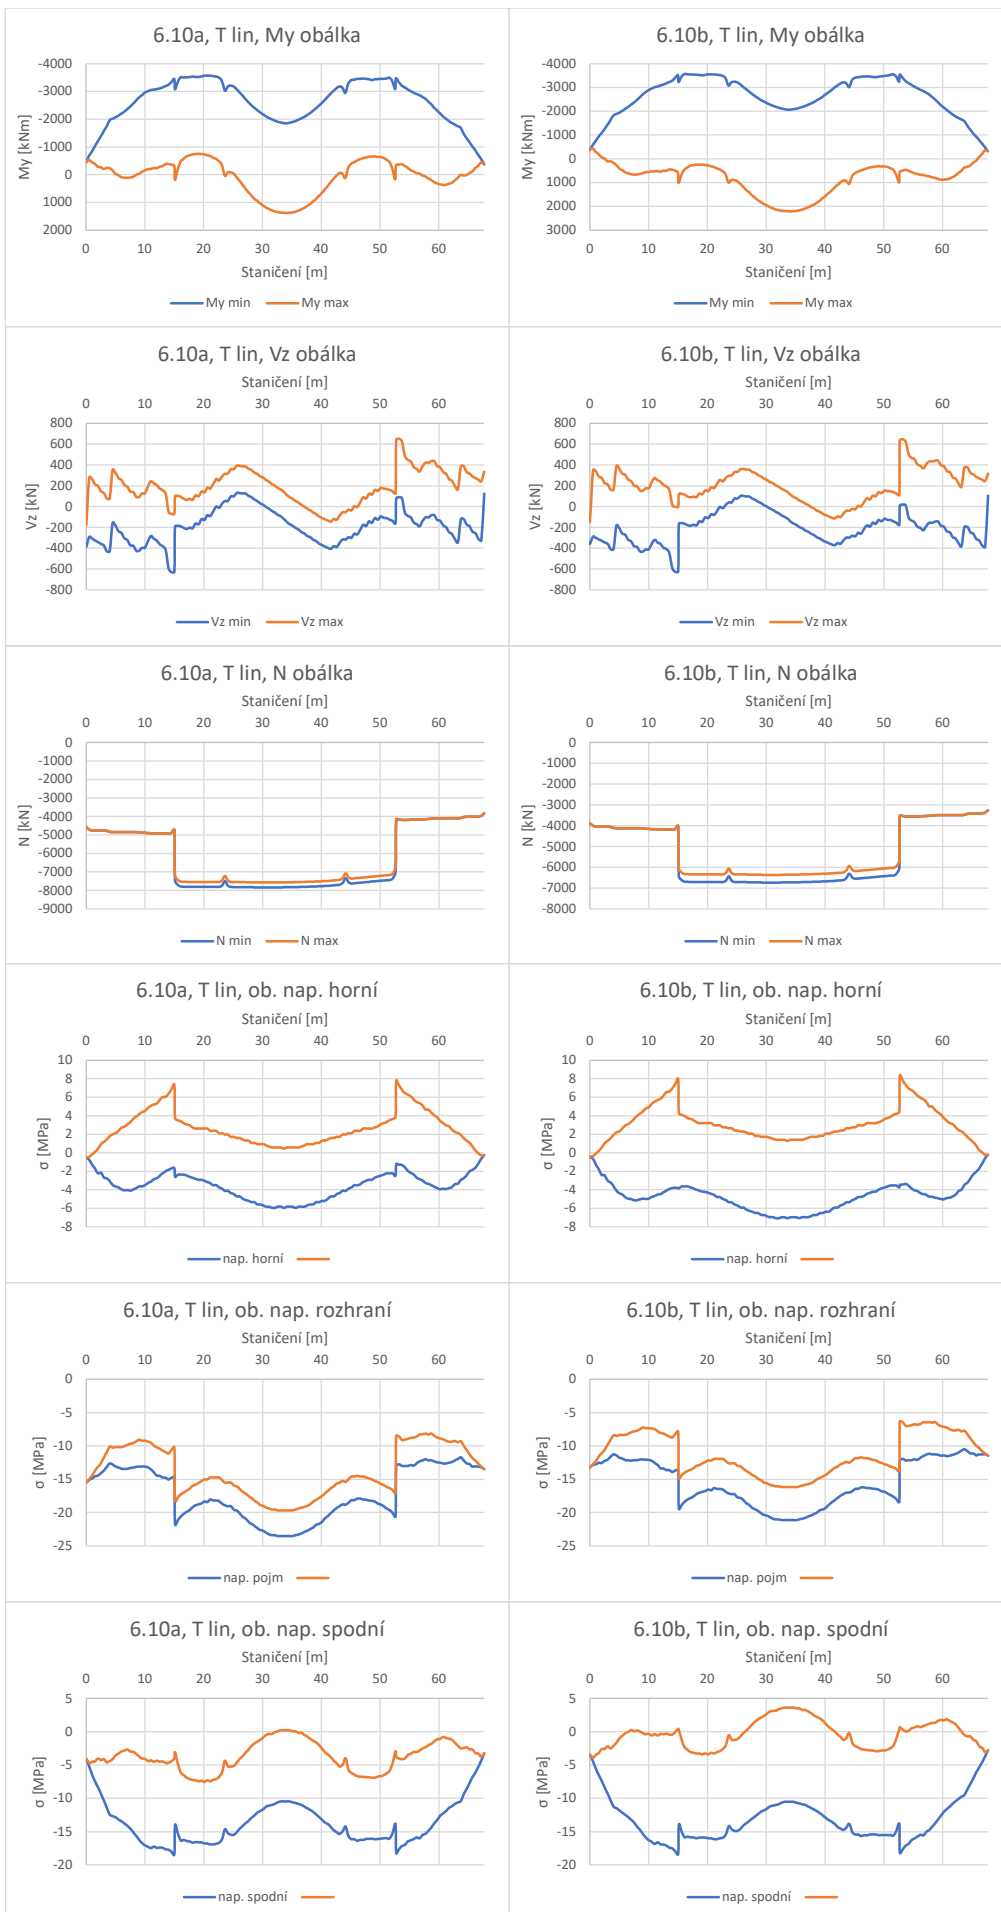 6.10a, T lin, My obálka
-4000
-3000
-2000
-1000
0
1000
2000
My [kNm]
0 10 20 30 40 50 60
Staničení [m]
My min My max
6.10b, T lin, My obálka
-4000
-3000
-2000
-1000
0
1000
2000
3000
My [kNm]
0 10 20 30 40 50 60
Staničení [m]
My min My max
6.10a, T lin, Vz obálka
Staničení [m]
0 10 20 30 40 50 60
800
600
400
200
0
-200
-400
-600
-800
Vz [kN]
Vz min Vz max
6.10b, T lin, Vz obálka
Staničení [m]
0 10 20 30 40 50 60
800
600
400
200
0
-200
-400
-600
-800
Vz [kN]
Vz min Vz max
6.10a, T lin, N obálka
Staničení [m]
0 10 20 30 40 50 60
0
-1000
-2000
-3000
-4000
-5000
-6000
-7000
-8000
-9000
N [kN]
N min N max
6.10b, T lin, N obálka
Staničení [m]
0 10 20 30 40 50 60
0
-1000
-2000
-3000
-4000
-5000
-6000
-7000
-8000
N [kN]
N min N max
6.10a, T lin, ob. nap. horní
Staničení [m]
0 10 20 30 40 50 60
10
8
6
4
2
0
-2
-4
-6
-8
σ [MPa]
nap. horní
6.10b, T lin, ob. nap. horní
Staničení [m]
0 10 20 30 40 50 60
10
8
6
4
2
0
-2
-4
-6
-8
σ [MPa]
nap. horní
6.10a, T lin, ob. nap. rozhraní
Staničení [m]
0 10 20 30 40 50 60
0
-5
-10
-15
-20
-25
σ [MPa]
nap. pojm
6.10b, T lin, ob. nap. rozhraní
Staničení [m]
0 10 20 30 40 50 60
0
-5
-10
-15
-20
-25
σ [MPa]
nap. pojm
6.10a, T lin, ob. nap. spodní
Staničení [m]
0 10 20 30 40 50 60
5
0
-5
-10
-15
-20
σ [MPa]
nap. spodní
6.10b, T lin, ob. nap. spodní
Staničení [m]
0 10 20 30 40 50 60
5
0
-5
-10
-15
-20
σ [MPa]
nap. spodní